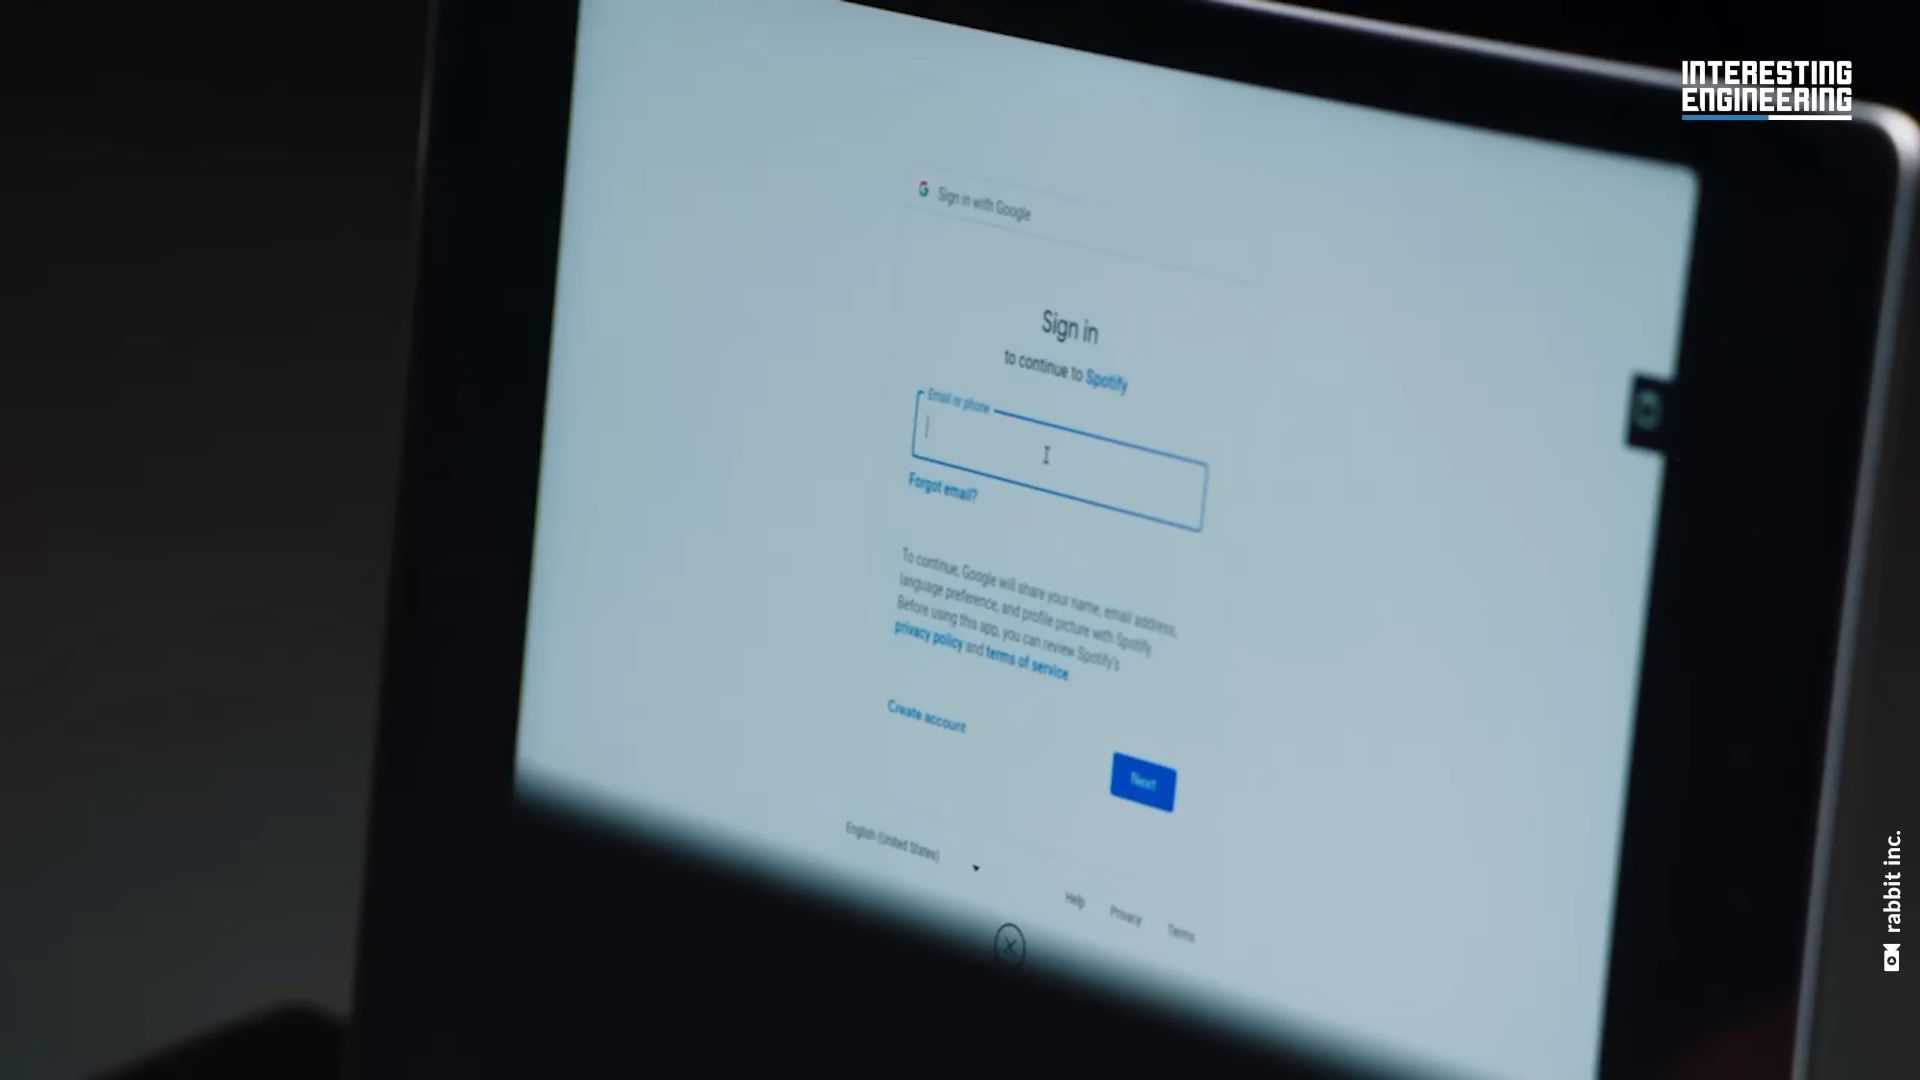 INTERESTING
ENGINEERING
Sign in with Google
Sign in
to continue to Spotify
Email or phone
Forgot email?
To continue, Google will share your name, email address,
language preference, and profile picture with Spotify.
Before using this app, you can review Spotify's
privacy policy and terms of service
Create account
Next
English (United States)
Help Privacy Terms
rabbit inc.